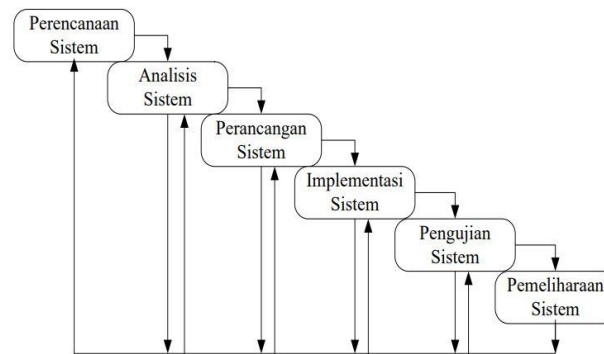 Perencanaan
Sistem
Analisis
Sistem
Perancangan
Sistem
Implementasi
Sistem
Pengujian
Sistem
Pemeliharaan
Sistem